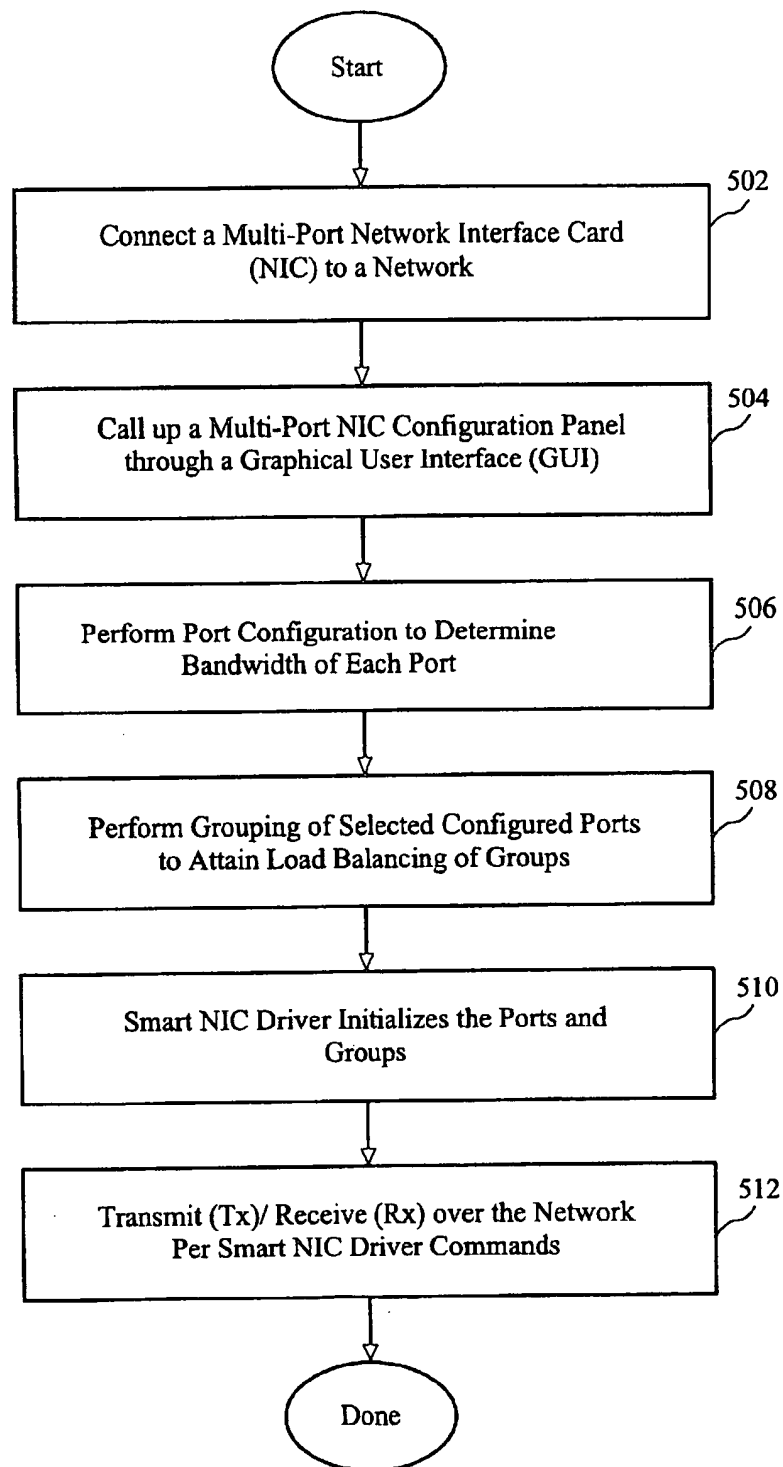 Start
502
Connect a Multi-Port Network Interface Card
(NIC) to a Network
504
Call up a Multi-Port NIC Configuration Panel
through a Graphical User Interface (GUI)
506
Perform Port Configuration to Determine
Bandwidth of Each Port
508
Perform Grouping of Selected Configured Ports
to Attain Load Balancing of Groups
510
Smart NIC Driver Initializes the Ports and
Groups
512
Transmit (Tx)/ Receive (Rx) over the Network
Per Smart NIC Driver Commands
Done